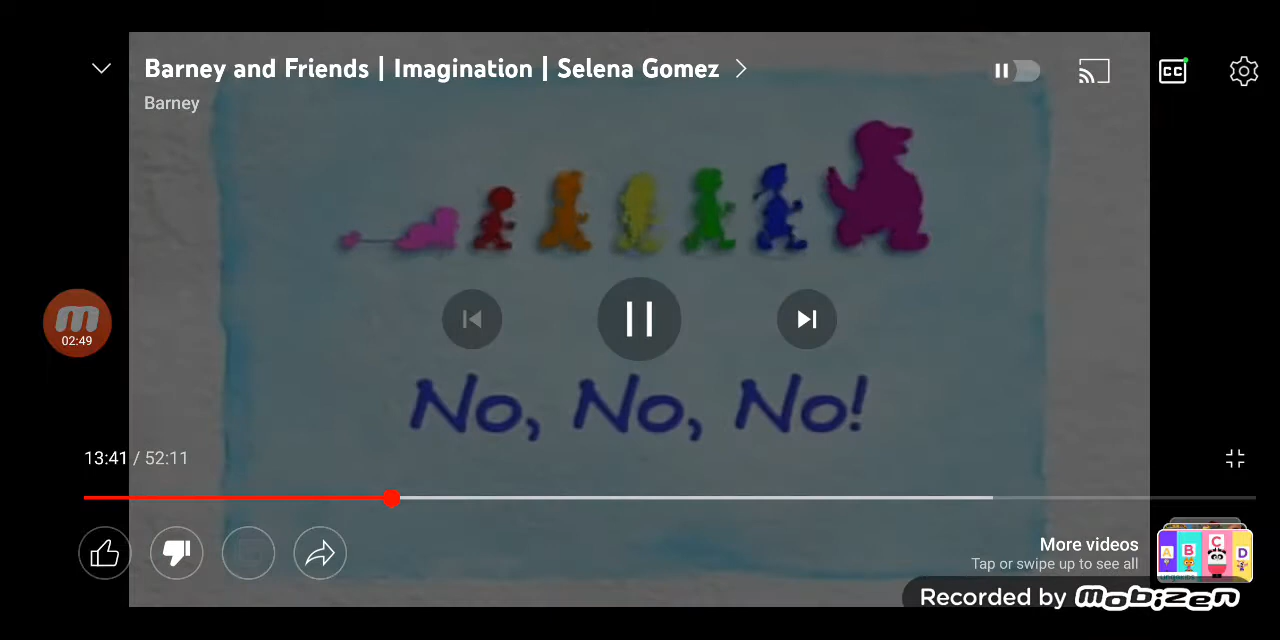 Barney and Friends | Imagination | Selena Gomez
Barney
CC
02:49
No, No, No!
13:41 / 52:11
More videos
Tap or swipe up to see all
A B C D
Recorded by mobizen